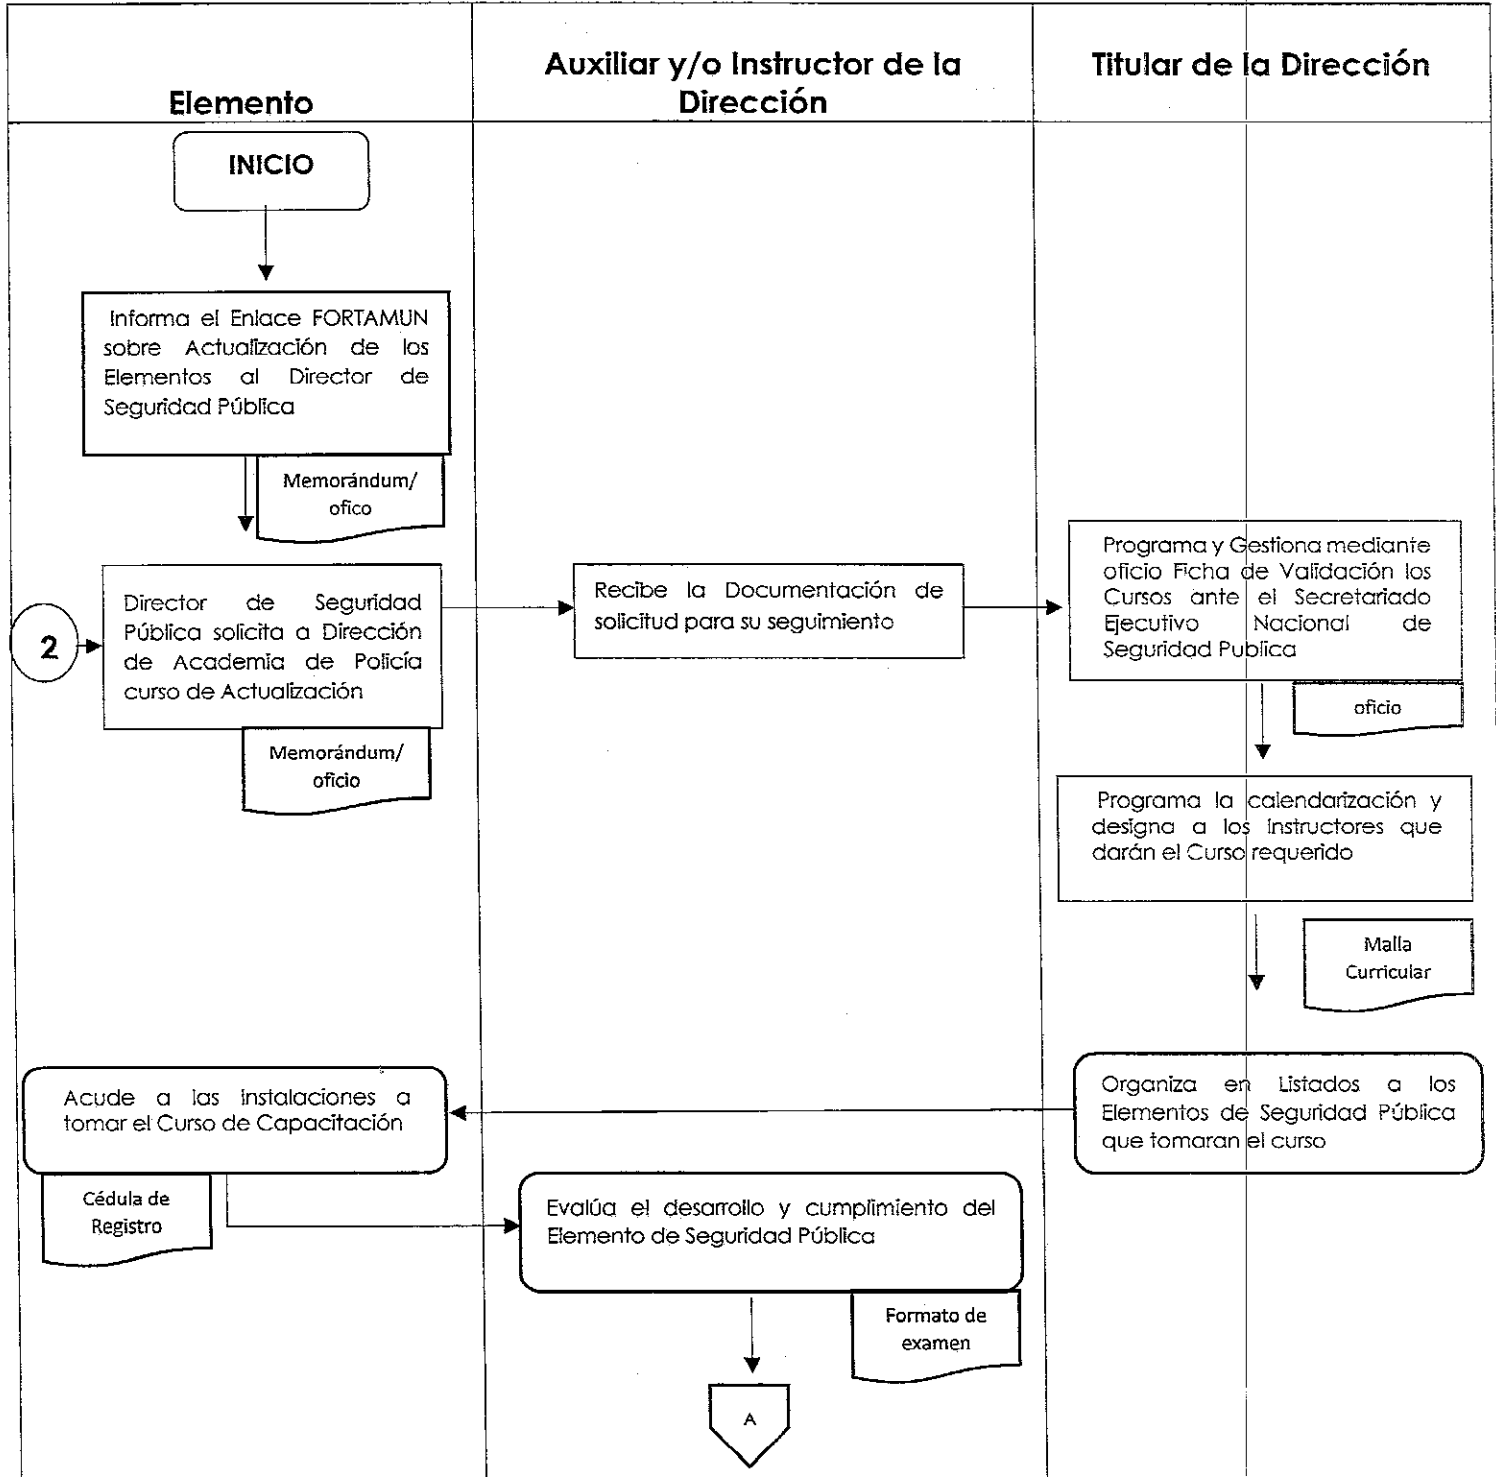 Elemento
Auxiliar y/o Instructor de la
Dirección
Titular de la Dirección
INICIO
Informa el Enlace FORTAMUN
sobre Actualización de los
Elementos al Director de
Seguridad Pública
Memorándum/
ofico
2
Director de Seguridad
Pública solicita a Dirección
de Academia de Policía
curso de Actualización
Memorándum/
oficio
Recibe la Documentación de
solicitud para su seguimiento
Programa y Gestiona mediante
oficio Ficha de Validación los
Cursos ante el Secretariado
Ejecutivo Nacional de
Seguridad Publica
oficio
Programa la calendarización y
designa a los instructores que
darán el Curso requerido
Malla
Curricular
Organiza en Listados a los
Elementos de Seguridad Pública
que tomaran el curso
Acude a las instalaciones a
tomar el Curso de Capacitación
Cédula de
Registro
Evalúa el desarrollo y cumplimiento del
Elemento de Seguridad Pública
Formato de
examen
A